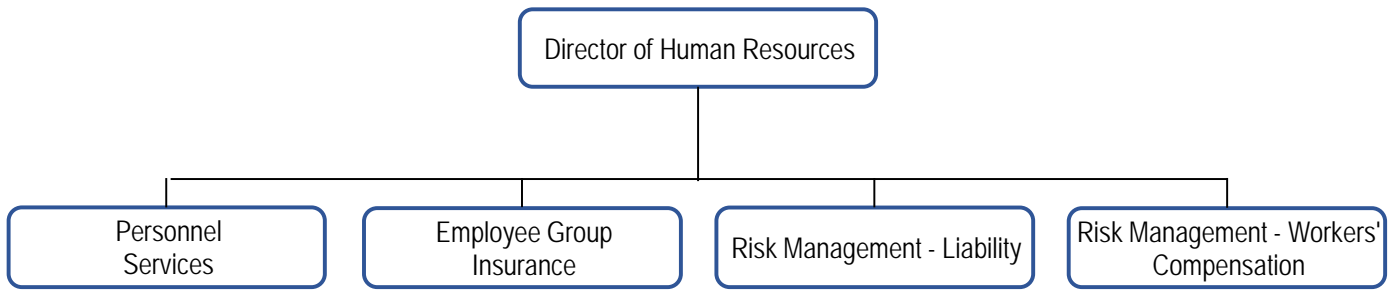 Director of Human Resources
Personnel
Services
Employee Group
Insurance
Risk Management - Liability
Risk Management - Workers'
Compensation